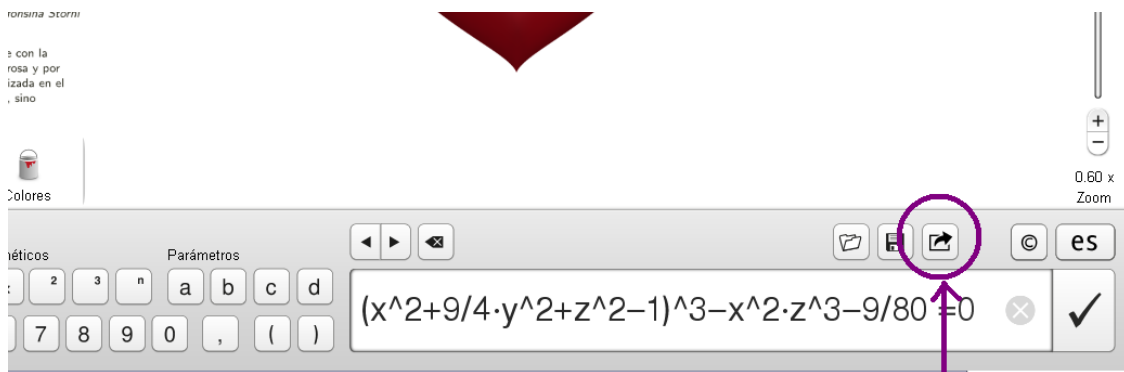 fonsina Storni
e con la
rosa y por
izada en el
, sino
+
−
0.60 x
Zoom
Colores
© es
néticos Parámetros
2 3 n a b c d
7 8 9 0 , ( )
(x^2+9/4·y^2+z^2−1)^3−x^2·z^3−9/80 =0